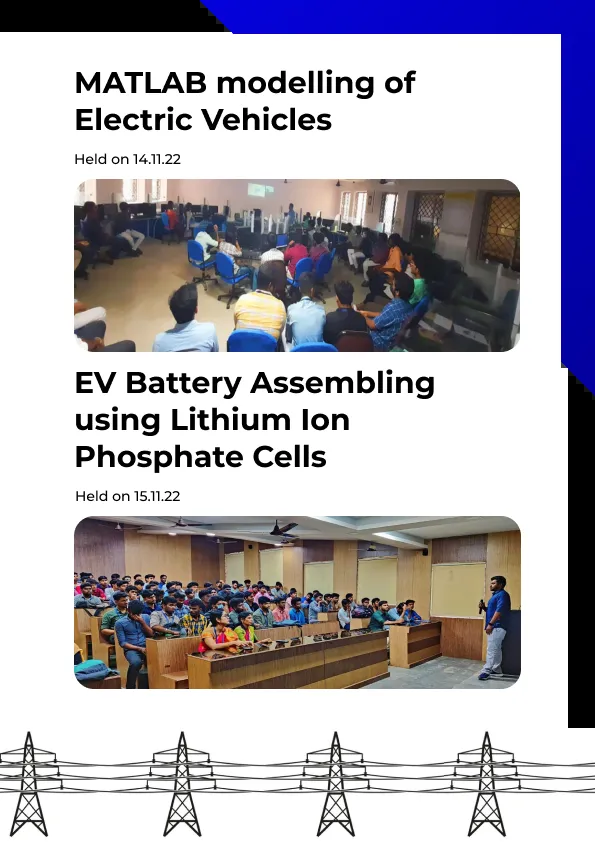 MATLAB modelling of
Electric Vehicles
Held on 14.11.22
EV Battery Assembling
using Lithium Ion
Phosphate Cells
Held on 15.11.22